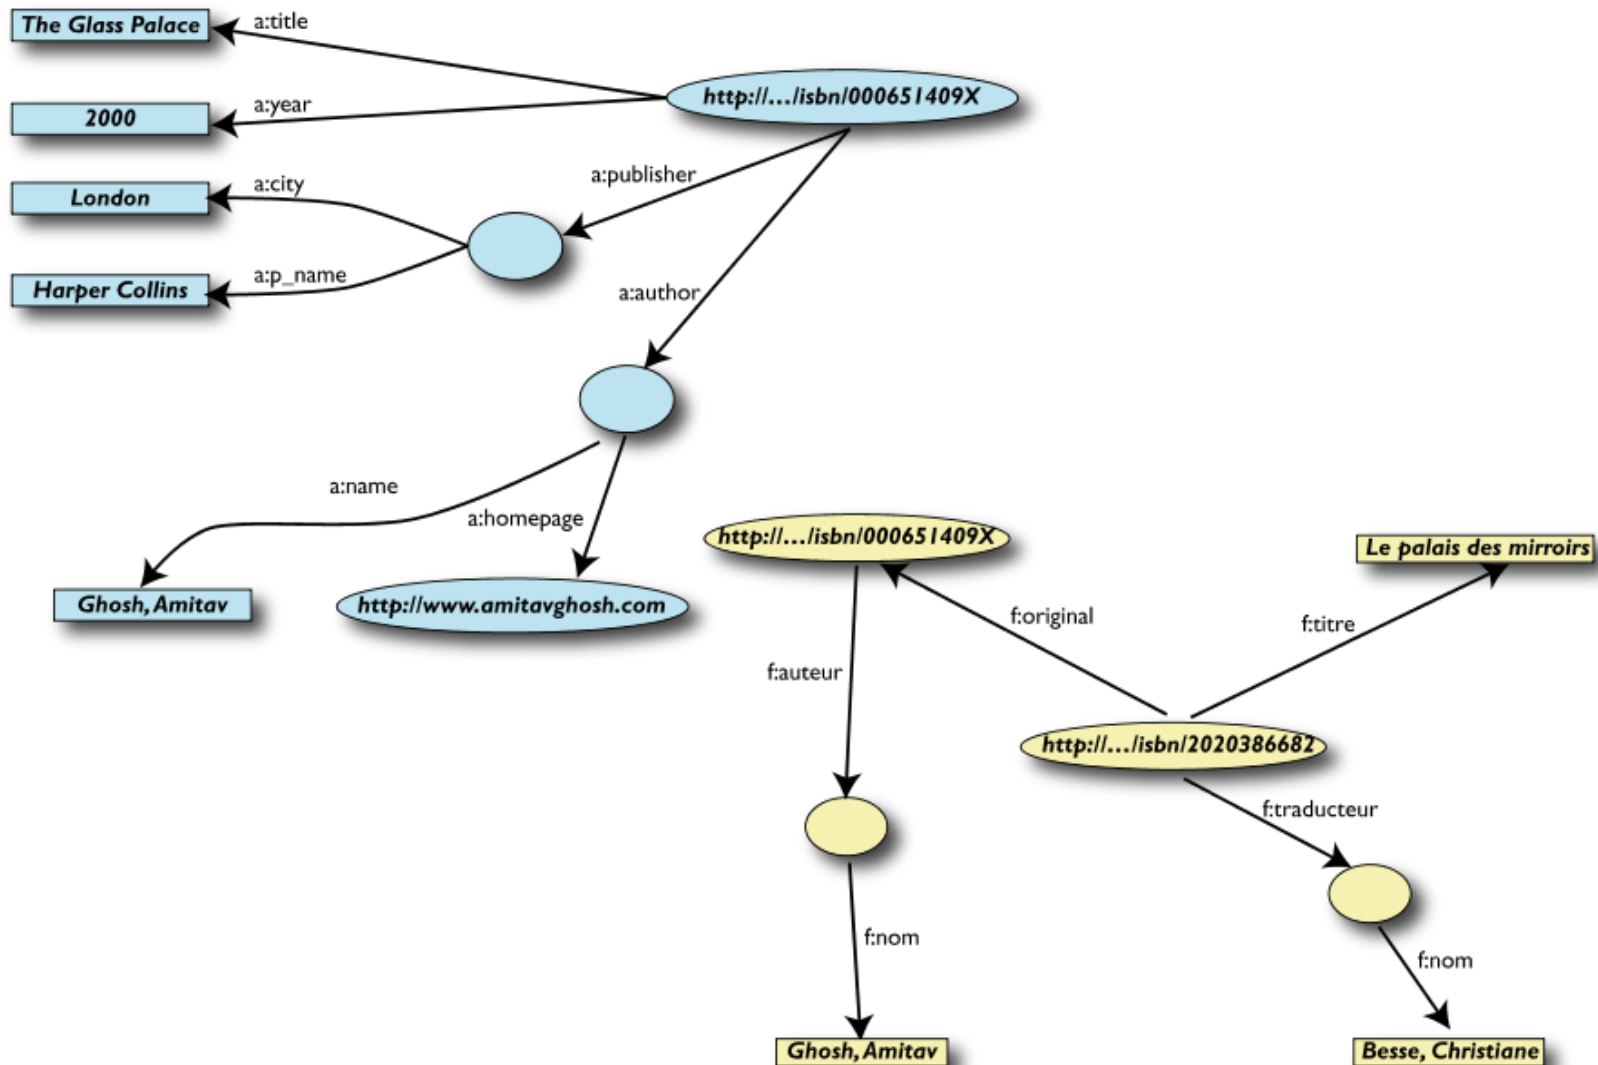 The Glass Palace
a:title
http://…/isbn/000651409X
2000
a:year
London
a:city
a:publisher
Harper Collins
a:p_name
a:author
a:name
a:homepage
Ghosh, Amitav
http://www.amitavghosh.com
http://…/isbn/000651409X
Le palais des mirroirs
f:original
f:titre
f:auteur
http://…/isbn/2020386682
f:traducteur
f:nom
f:nom
Ghosh, Amitav
Besse, Christiane